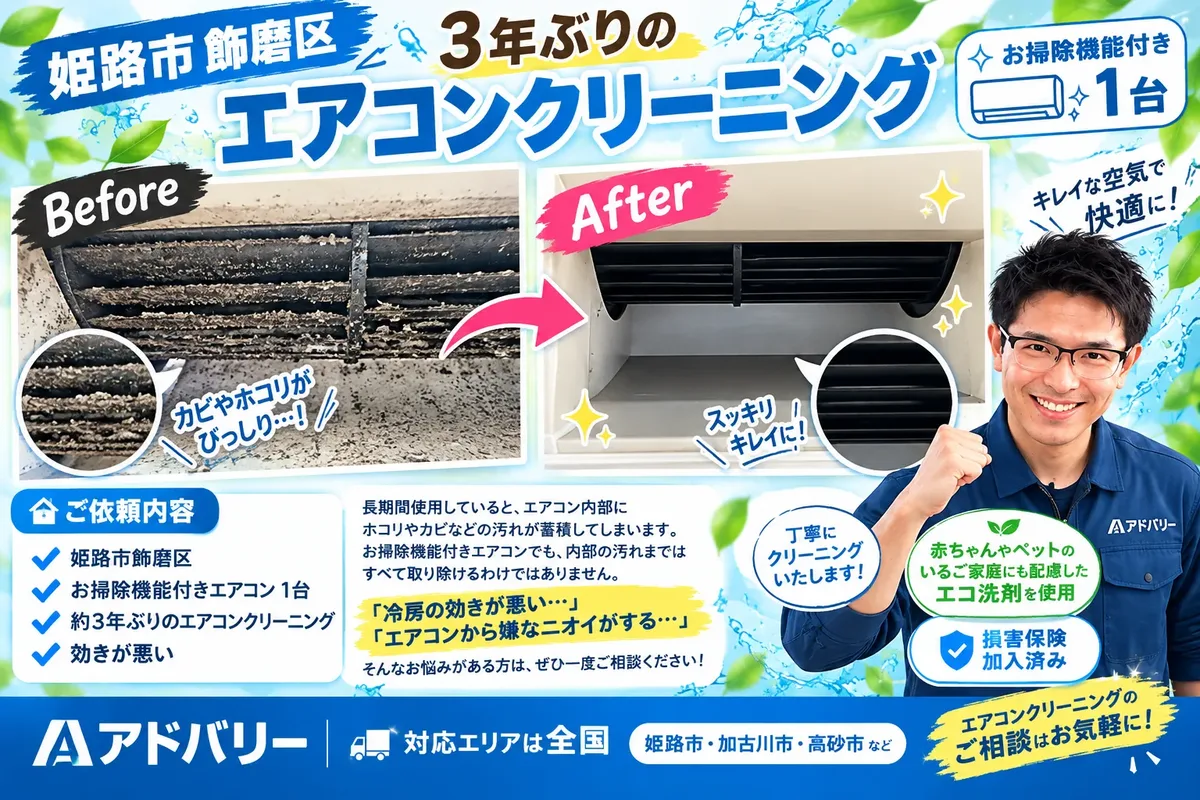 姫路市 飾磨区
3年ぶりの
エアコンクリーニング
お掃除機能付き
1台
Before
After
キレイな空気で
快適に!
カビやホコリが
びっしり…!
スッキリ
キレイに!
ご依頼内容
姫路市飾磨区
お掃除機能付きエアコン 1台
約3年ぶりのエアコンクリーニング
効きが悪い
長期間使用していると、エアコン内部に
ホコリやカビなどの汚れが蓄積してしまいます。
お掃除機能付きエアコンでも、内部の汚れまでは
すべて取り除けるわけではありません。
「冷房の効きが悪い…」
「エアコンから嫌なニオイがする…」
そんなお悩みがある方は、ぜひ一度ご相談ください!
丁寧に
クリーニング
いたします!
アドバリー
赤ちゃんやペットの
いるご家庭にも配慮した
エコ洗剤を使用
損害保険
加入済み
アドバリー
対応エリアは全国
姫路市・加古川市・高砂市 など
エアコンクリーニングの
ご相談はお気軽に!